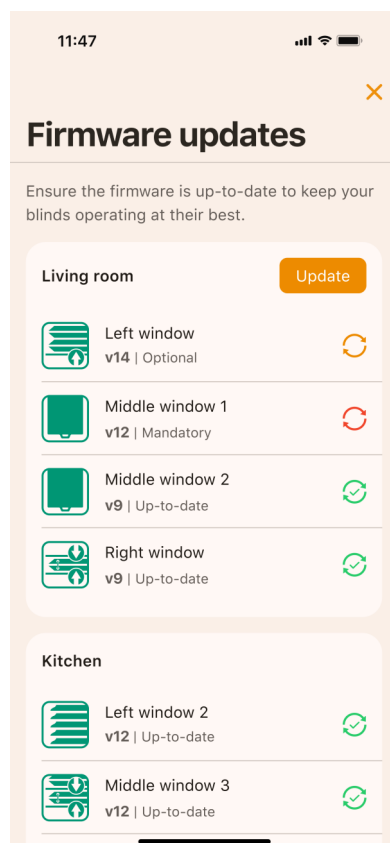 11:47
Firmware updates
Ensure the firmware is up-to-date to keep your
blinds operating at their best.
Living room
Update
Left window
v14 | Optional
Middle window 1
v12 | Mandatory
Middle window 2
v9 | Up-to-date
Right window
v9 | Up-to-date
Kitchen
Left window 2
v12 | Up-to-date
Middle window 3
v12 | Up-to-date